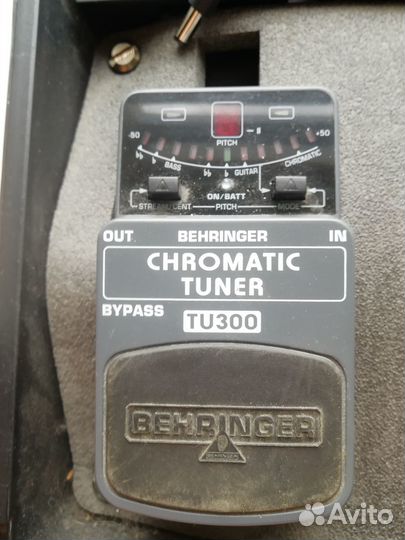 -50 +50
PITCH
BASS GUITAR CHROMATIC
ON/BATT
STREAM/CENT PITCH MODE
OUT BEHRINGER IN
CHROMATIC
TUNER
BYPASS
TU300
BEHRINGER
BEHRINGER
Avito